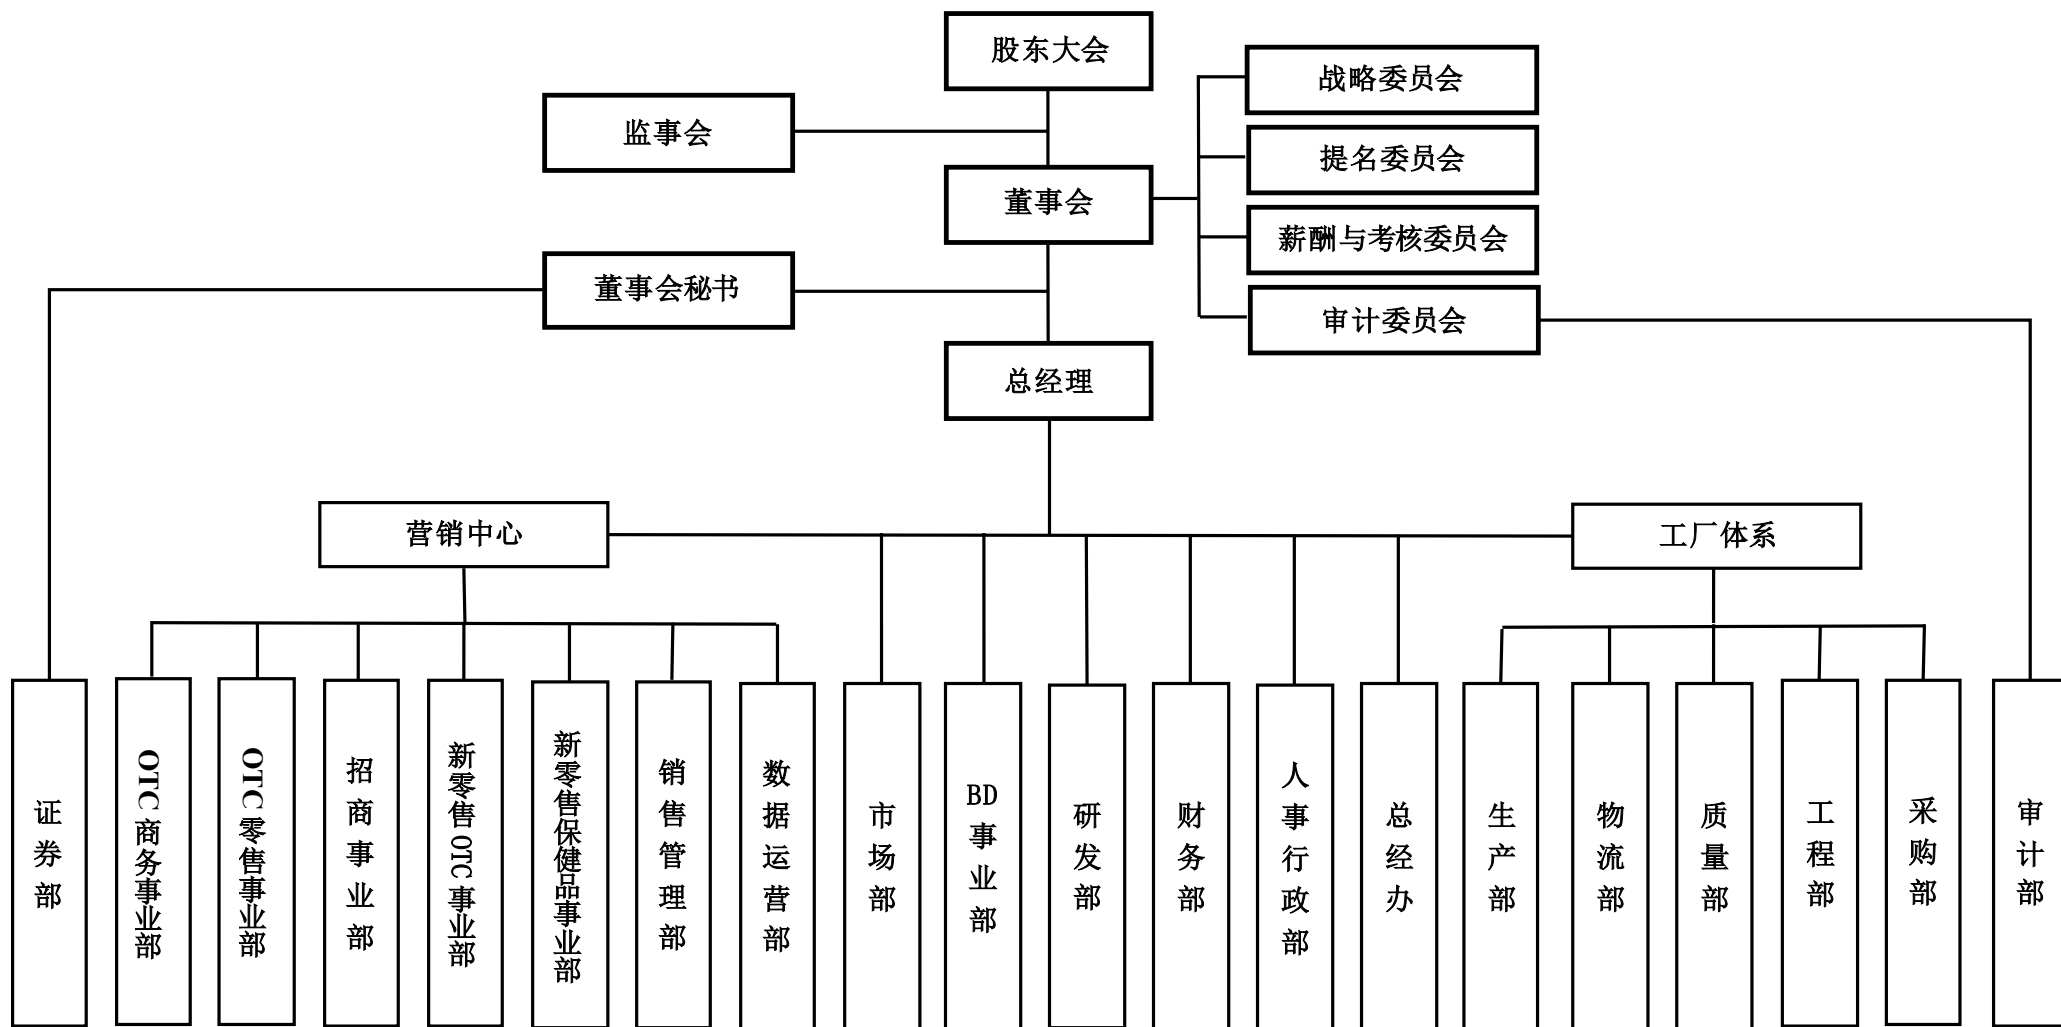 股东大会
战略委员会
监事会
提名委员会
董事会
薪酬与考核委员会
董事会秘书
审计委员会
总经理
营销中心
工厂体系
证券部
OTC商务事业部
OTC零售事业部
招商事业部
新零售OTC事业部
新零售保健品事业部
销售管理部
数据运营部
市场部
BD事业部
研发部
财务部
人事行政部
总经办
生产部
物流部
质量部
工程部
采购部
审计部